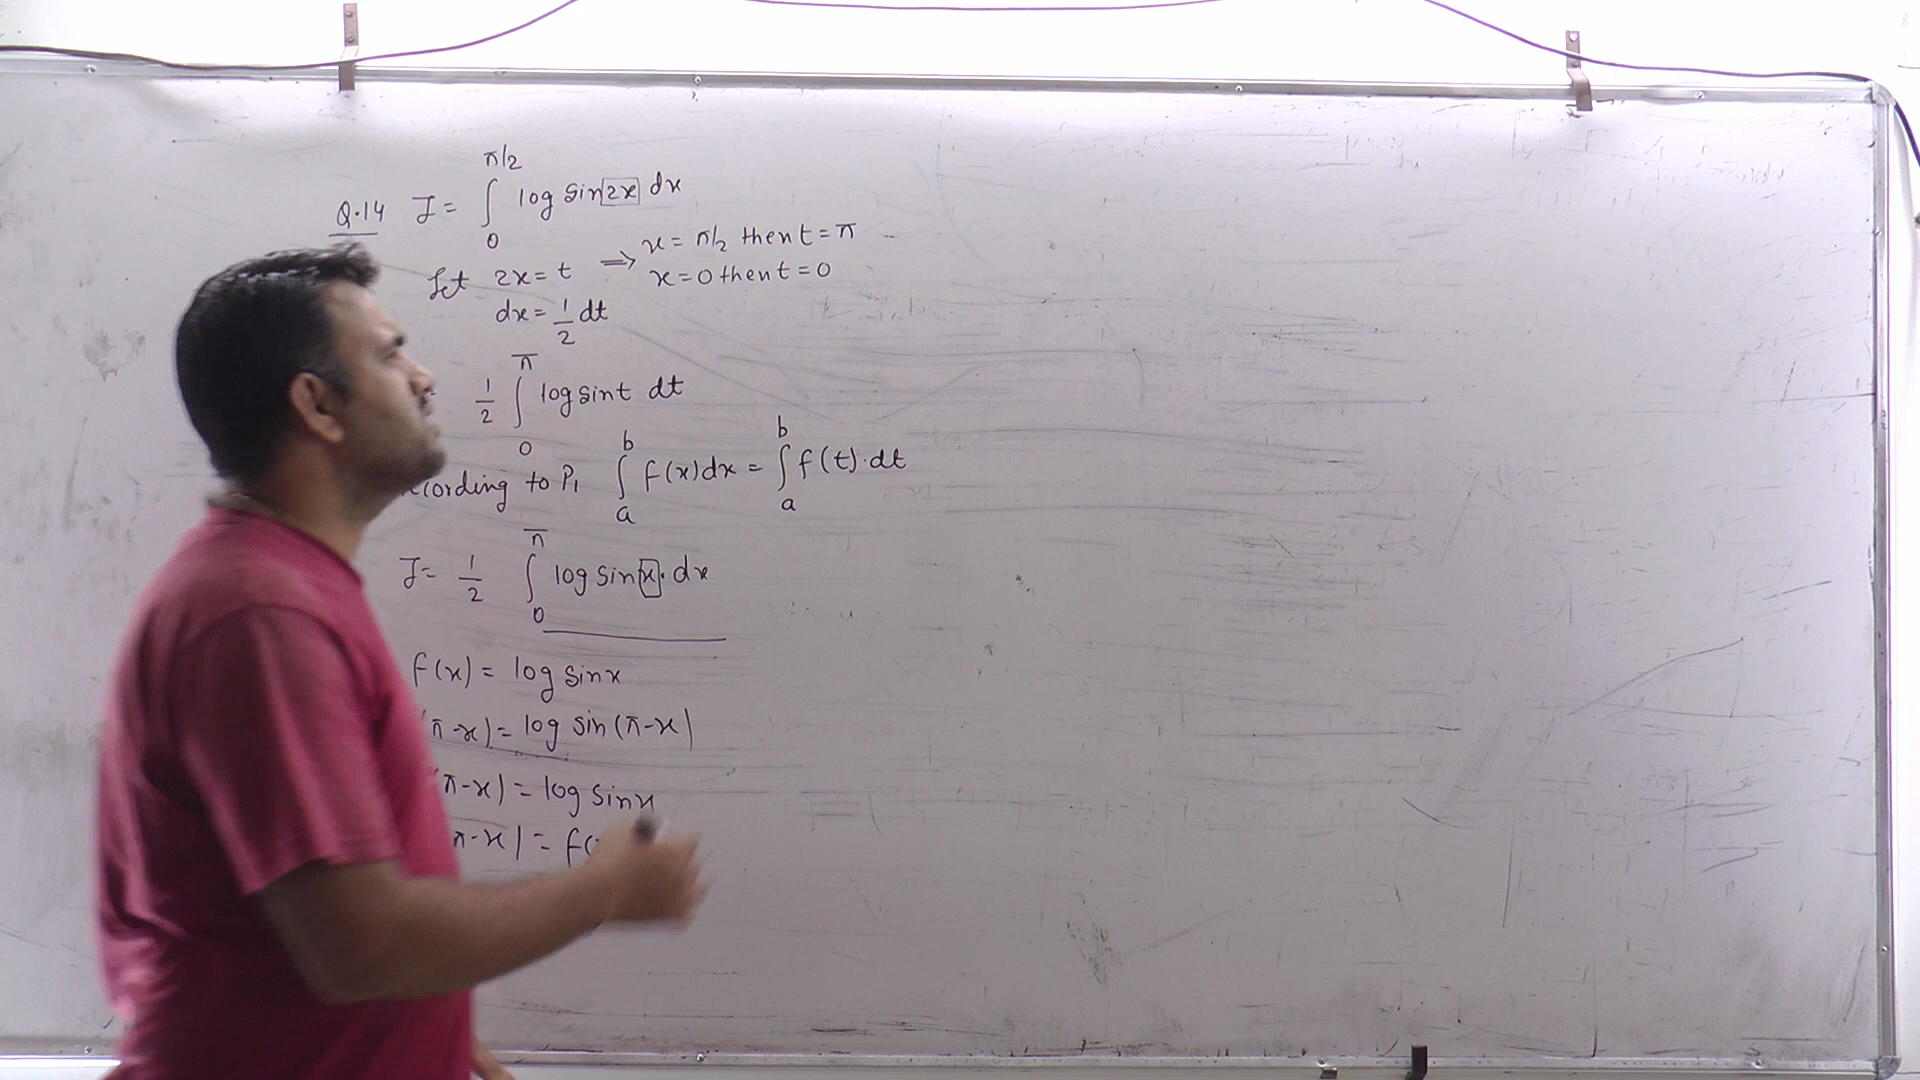 π/2
Q.14 I = ∫ log sin 2x dx
0
Let 2x = t ⇒ x = π/2 then t = π
x = 0 then t = 0
dx = 1/2 dt
π
1/2 ∫ log sin t dt
0
b b
to P1 ∫ f(x) dx = ∫ f(t).dt
a a
π
I = 1/2 ∫ log sin x. dx
0
f(x) = log sin x
π-x) = log sin (π-x)
π-x) = log sin x
π-x) = f(